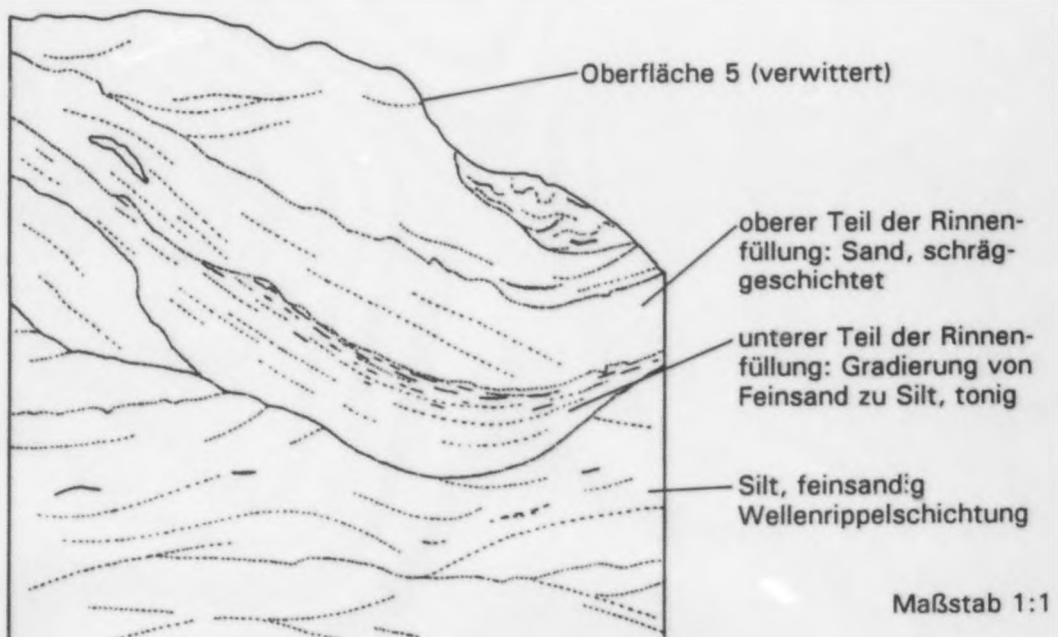 Oberfläche 5 (verwittert)
oberer Teil der Rinnen-
füllung: Sand, schräg-
geschichtet
unterer Teil der Rinnen-
füllung: Gradierung von
Feinsand zu Silt, tonig
Silt, feinsandig
Wellenrippelschichtung
Maßstab 1:1